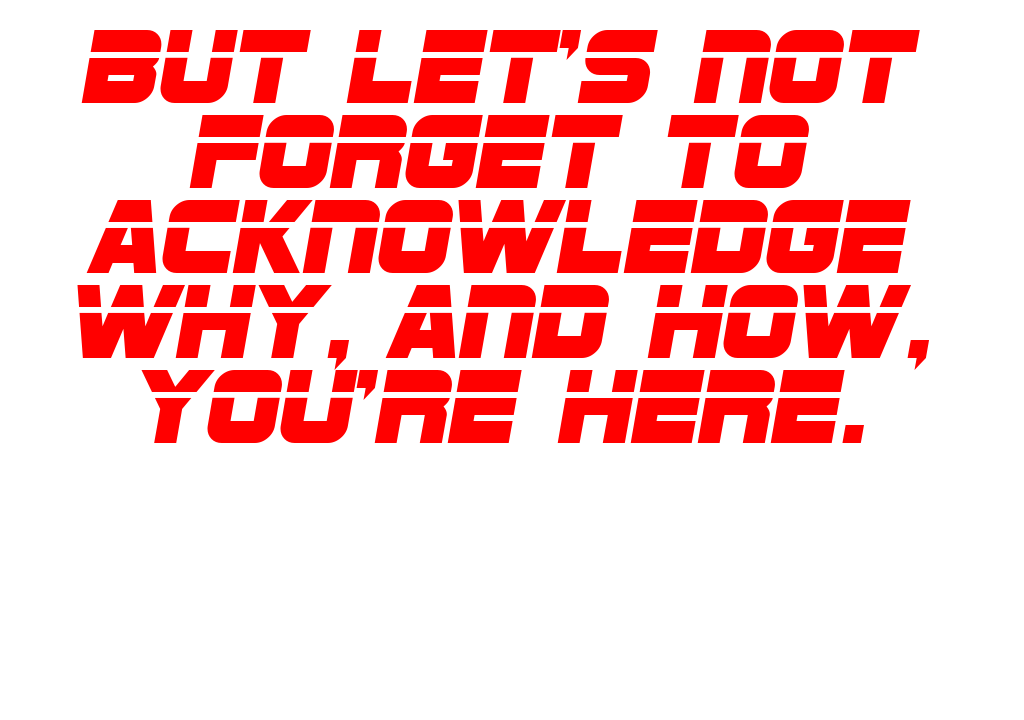 BUT LET'S NOT
FORGET TO
ACKNOWLEDGE
WHY, AND HOW,
YOU'RE HERE.